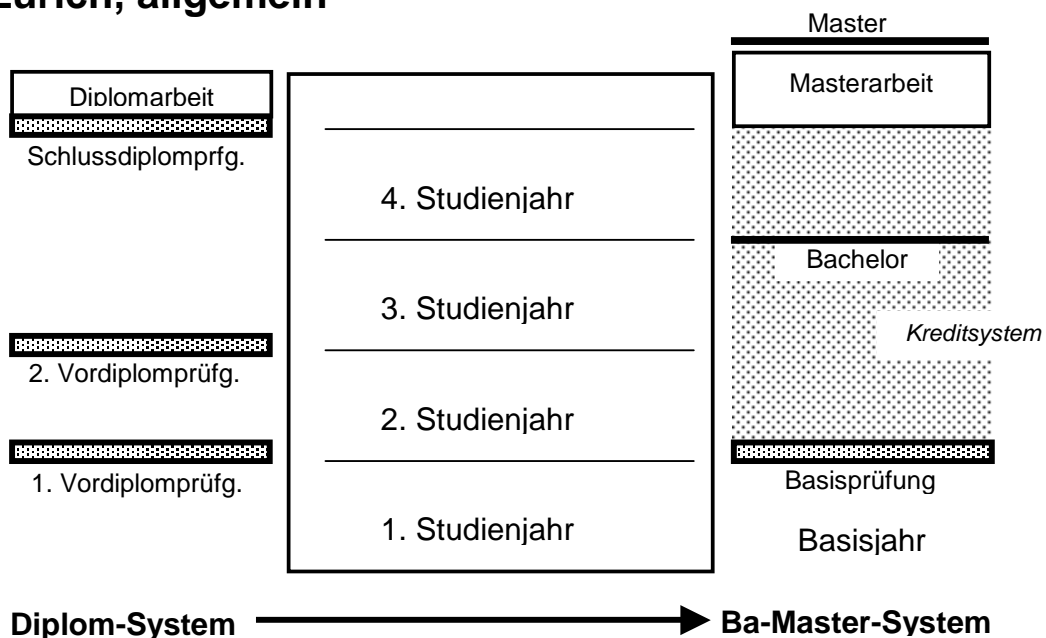 Zürich, allgemein
Master
Diplomarbeit
Schlussdiplomprfg.
2. Vordiplomprüfg.
1. Vordiplomprüfg.
4. Studienjahr
3. Studienjahr
2. Studienjahr
1. Studienjahr
Masterarbeit
Bachelor
Kreditsystem
Basisprüfung
Basisjahr
Diplom-System
Ba-Master-System